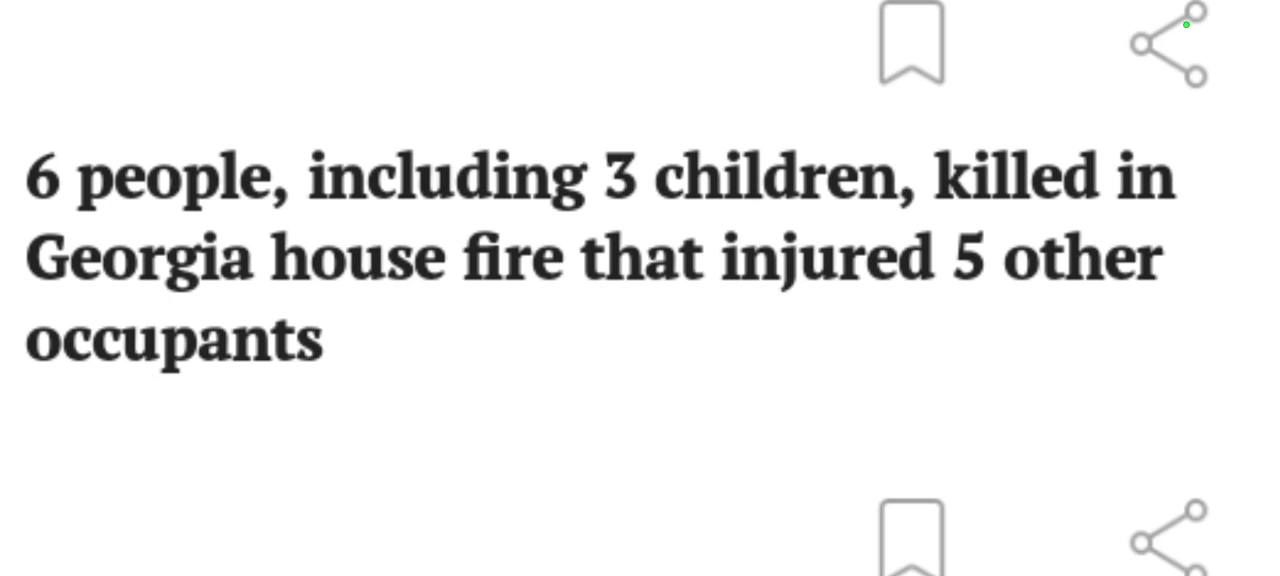 6 people, including 3 children, killed in
Georgia house fire that injured 5 other
occupants